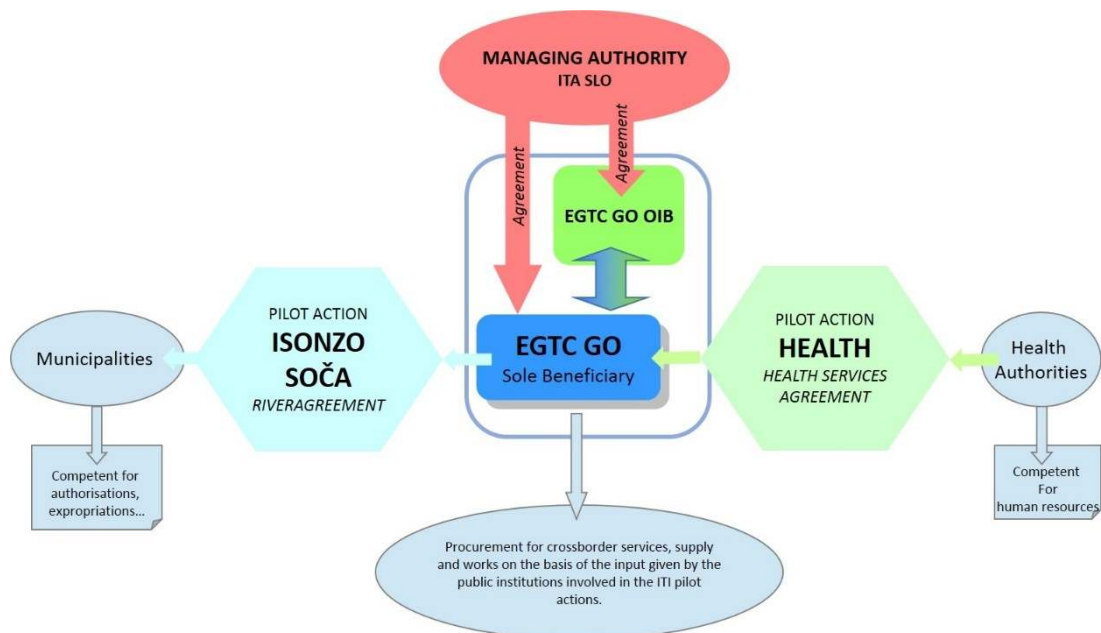 MANAGING AUTHORITY
ITA SLO
Agreement
Agreement
EGTC GO OIB
PILOT ACTION
ISONZO
SOČA
RIVERAGREEMENT
EGTC GO
Sole Beneficiary
PILOT ACTION
HEALTH
HEALTH SERVICES
AGREEMENT
Municipalities
Health
Authorities
Competent for
authorisations,
expropriations...
Competent
For
human resources
Procurement for crossborder services, supply
and works on the basis of the input given by the
public institutions involved in the ITI pilot
actions.